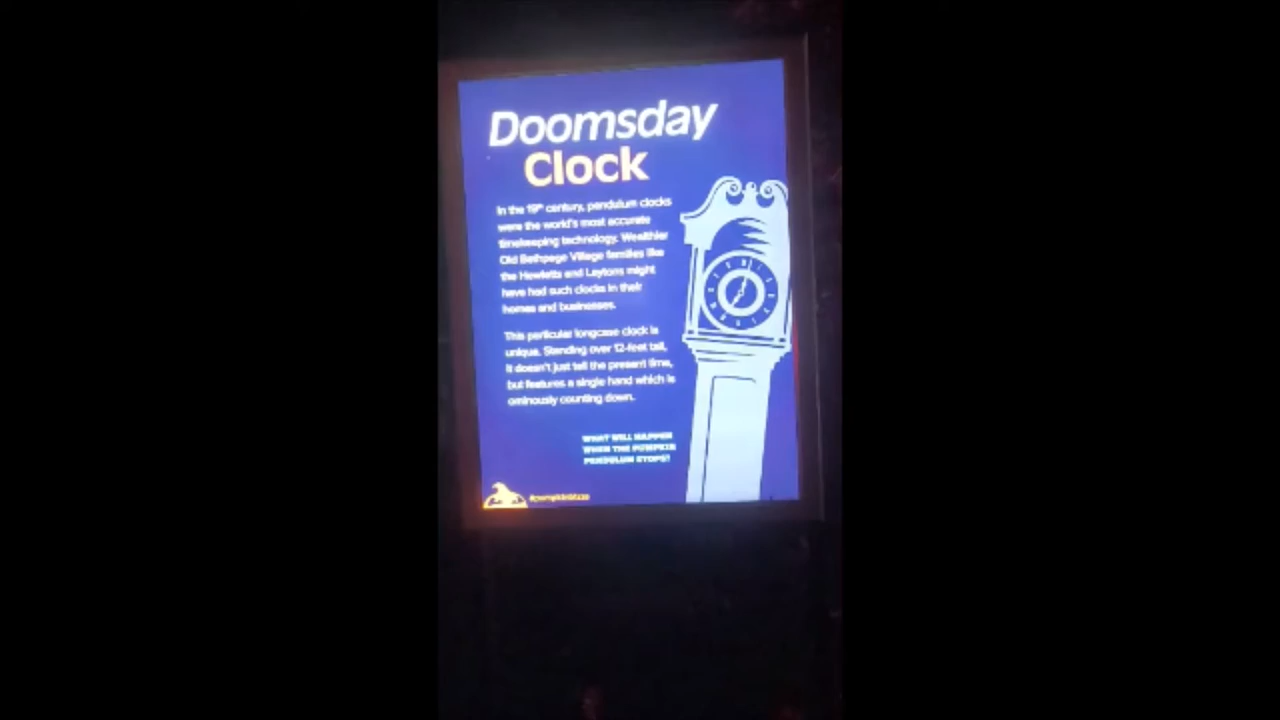 Doomsday
Clock
In the 19th century, pendulum clocks
were the world's most accurate
timekeeping technology. Wealthier
Old Bethpage Village families like
the Hewletts and Laytons might
have had such clocks in their
homes and businesses.
This particular longcase clock is
unique. Standing over 12-feet tall,
it doesn't just tell the present time,
but features a single hand which is
ominously counting down.
WHAT WILL HAPPEN
WHEN THE PUMPKIN
PENDULUM STOPS?
#pumpkinblaze